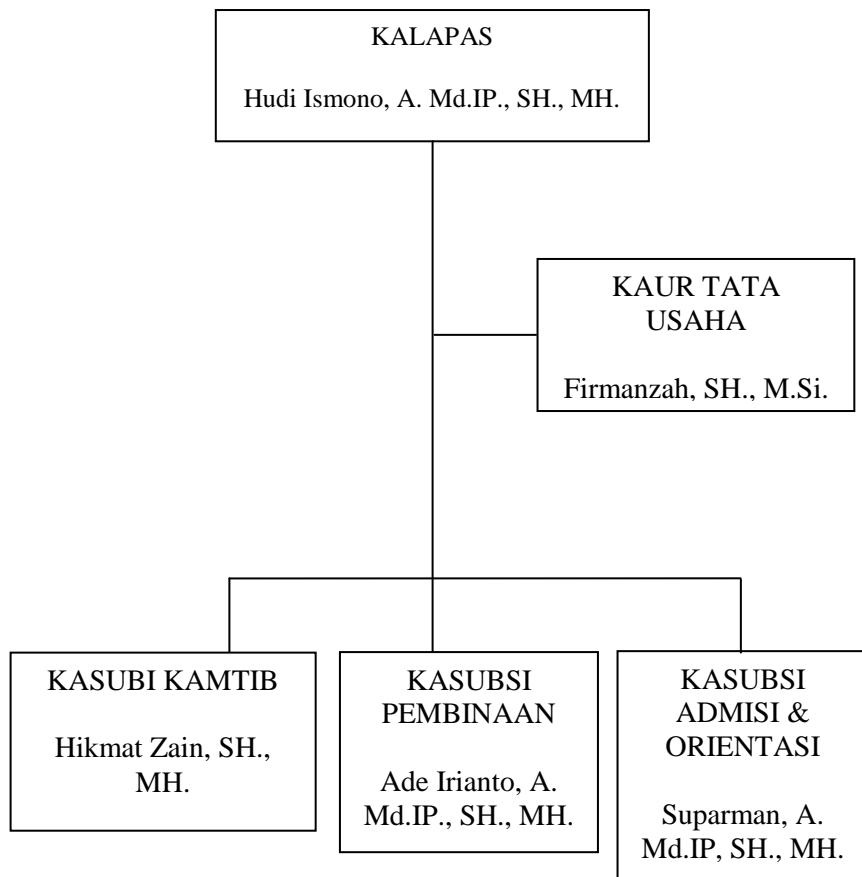 KALAPAS
Hudi Ismono, A. Md.IP., SH., MH.
KAUR TATA
USAHA
Firmanzah, SH., M.Si.
KASUBI KAMTIB
Hikmat Zain, SH.,
MH.
KASUBSI
PEMBINAAN
Ade Irianto, A.
Md.IP., SH., MH.
KASUBSI
ADMISI &
ORIENTASI
Suparman, A.
Md.IP, SH., MH.